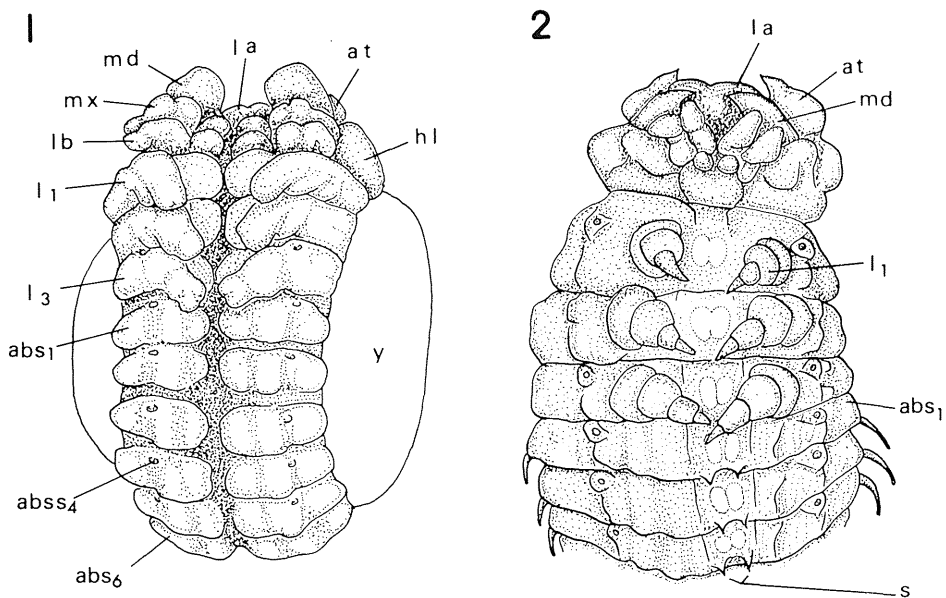 1
md
la
at
mx
lb
hl
l1
l3
abs1
y
abss4
abs6
2
la
at
md
l1
abs1
s